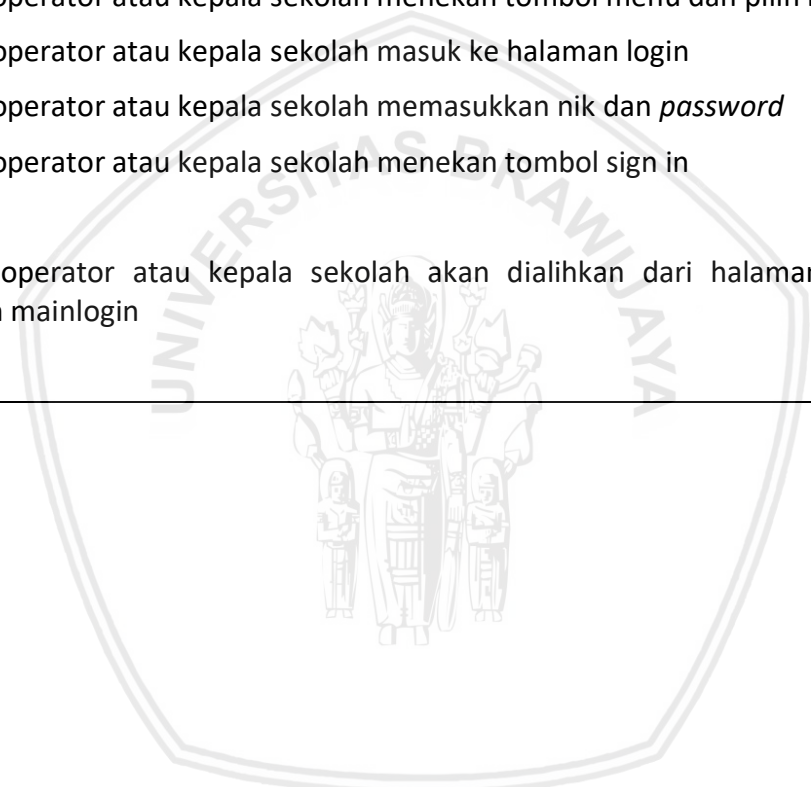 operator atau kepala sekolah menekan tombol menu dan pilih
operator atau kepala sekolah masuk ke halaman login
operator atau kepala sekolah memasukkan nik dan password
operator atau kepala sekolah menekan tombol sign in
UNIVERSITAS BRAWIJAYA
operator atau kepala sekolah akan dialihkan dari halaman
mainlogin